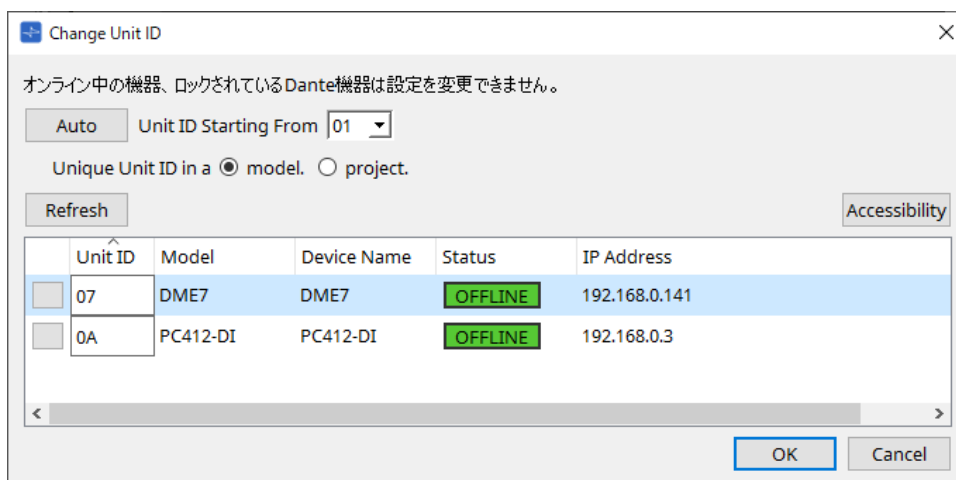 Change Unit ID
オンライン中の機器、ロックされているDante機器は設定を変更できません。
Auto Unit ID Starting From 01
Unique Unit ID in a model. project.
Refresh Accessibility
Unit ID Model Device Name Status IP Address
07 DME7 DME7 OFFLINE 192.168.0.141
0A PC412-DI PC412-DI OFFLINE 192.168.0.3
OK Cancel